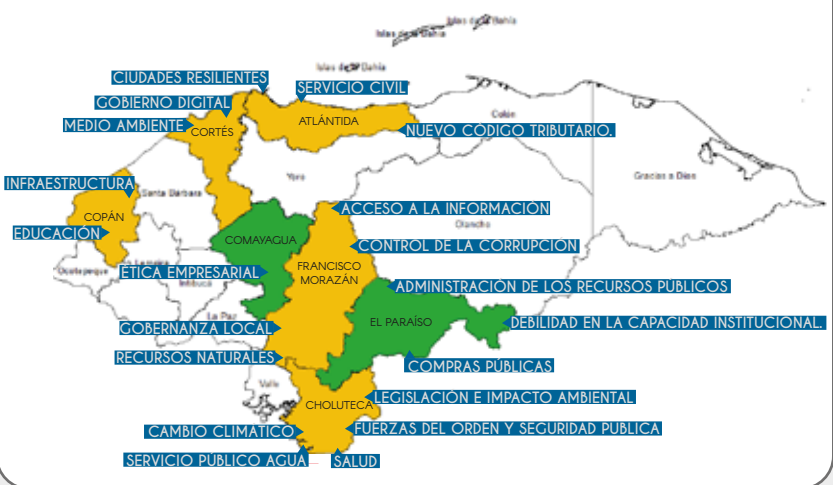 Islas de la Bahía
Islas de la Bahía
Islas de la Bahía
CIUDADES RESILIENTES
SERVICIO CIVIL
GOBIERNO DIGITAL
MEDIO AMBIENTE
CORTÉS
ATLÁNTIDA
Colón
NUEVO CÓDIGO TRIBUTARIO.
Yoro
Gracias a Dios
INFRAESTRUCTURA
Santa Bárbara
COPÁN
ACCESO A LA INFORMACIÓN
Olancho
EDUCACIÓN
COMAYAGUA
CONTROL DE LA CORRUPCIÓN
Ocotepeque
ÉTICA EMPRESARIAL
FRANCISCO
MORAZÁN
Intibucá
ADMINISTRACIÓN DE LOS RECURSOS PÚBLICOS
La Paz
GOBERNANZA LOCAL
EL PARAÍSO
DEBILIDAD EN LA CAPACIDAD INSTITUCIONAL.
RECURSOS NATURALES
COMPRAS PÚBLICAS
Valle
CHOLUTECA
LEGISLACIÓN E IMPACTO AMBIENTAL
CAMBIO CLIMÁTICO
FUERZAS DEL ORDEN Y SEGURIDAD PUBLICA
SERVICIO PÚBLICO AGUA
SALUD